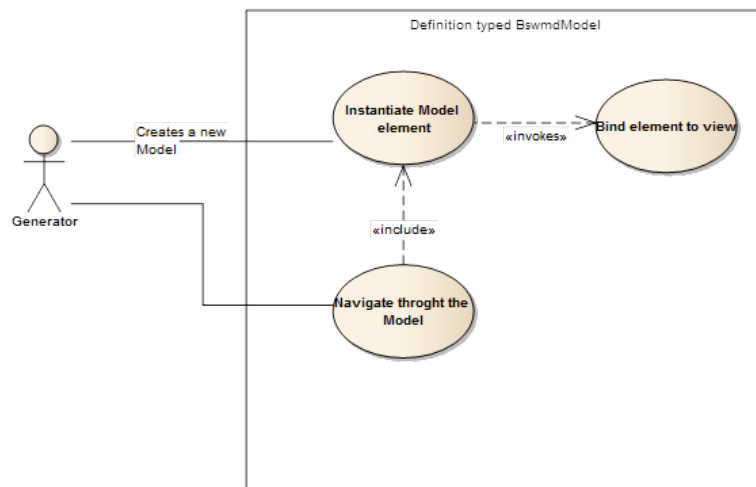 Definition typed BswmdModel
Instantiate Model
element
Bind element to view
Creates a new
Model
«invokes»
Generator
«include»
Navigate throght the
Model